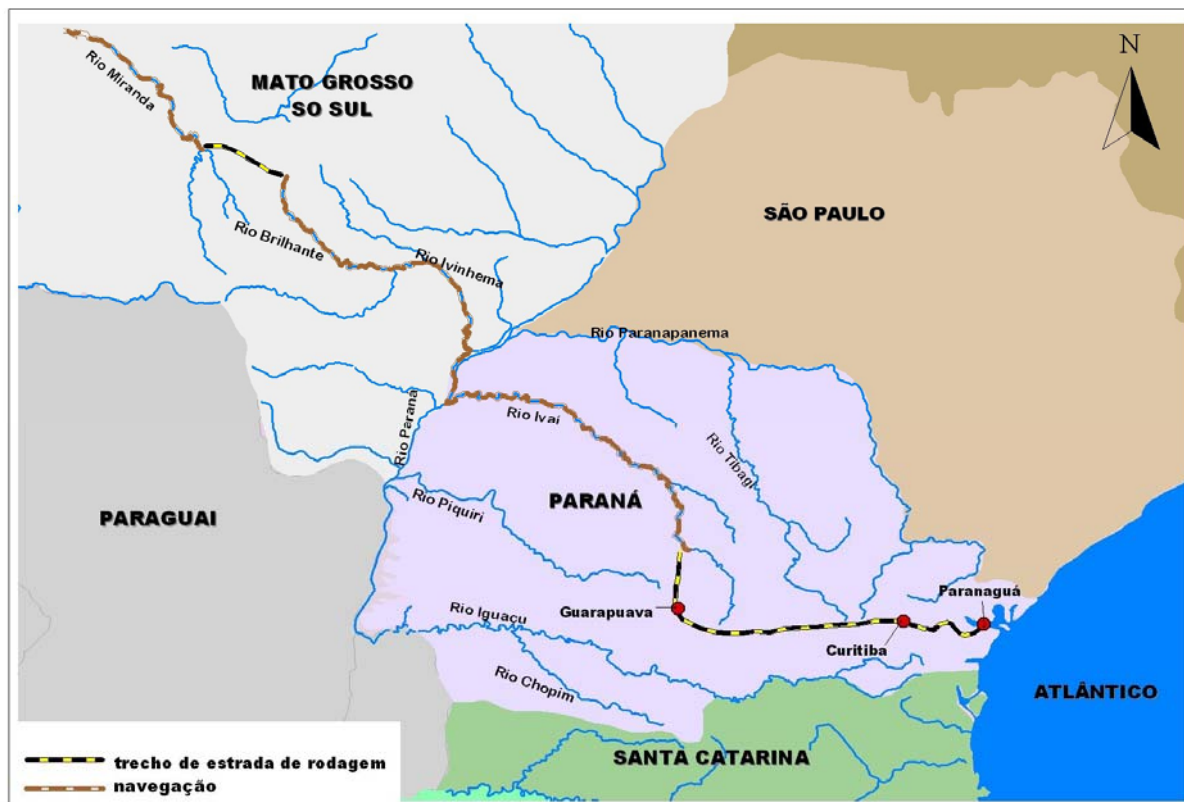 N
Rio Miranda
MATO GROSSO
SO SUL
SÃO PAULO
Rio Brilhante
Rio Ivinhema
Rio Paranapanema
Rio Paraná
Rio Ivaí
Rio Tibagi
PARAGUAI
PARANÁ
Rio Piquiri
Paranaguá
Guarapuava
Rio Iguaçu
Curitiba
Rio Chopim
ATLÂNTICO
SANTA CATARINA
trecho de estrada de rodagem
navegação